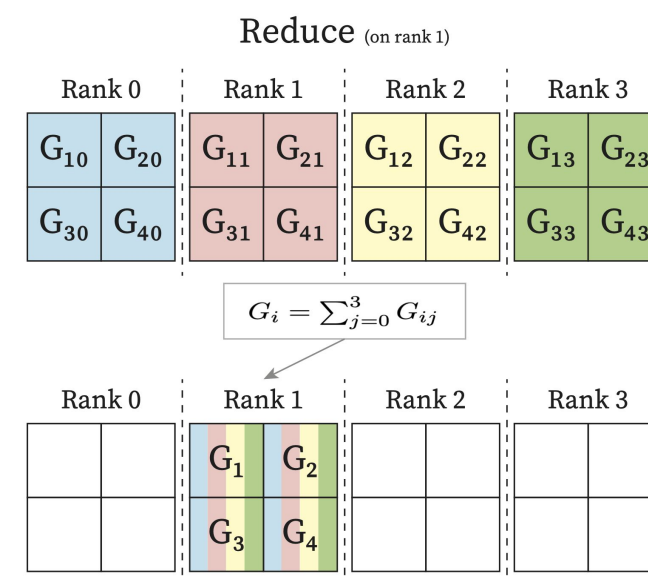 Reduce (on rank 1)
Rank 0 Rank 1 Rank 2 Rank 3
G₁₀ G₂₀ G₁₁ G₂₁ G₁₂ G₂₂ G₁₃ G₂₃
G₃₀ G₄₀ G₃₁ G₄₁ G₃₂ G₄₂ G₃₃ G₄₃
Gᵢ = ∑³ⱼ₌₀ Gᵢⱼ
Rank 0 Rank 1 Rank 2 Rank 3
G₁ G₂
G₃ G₄